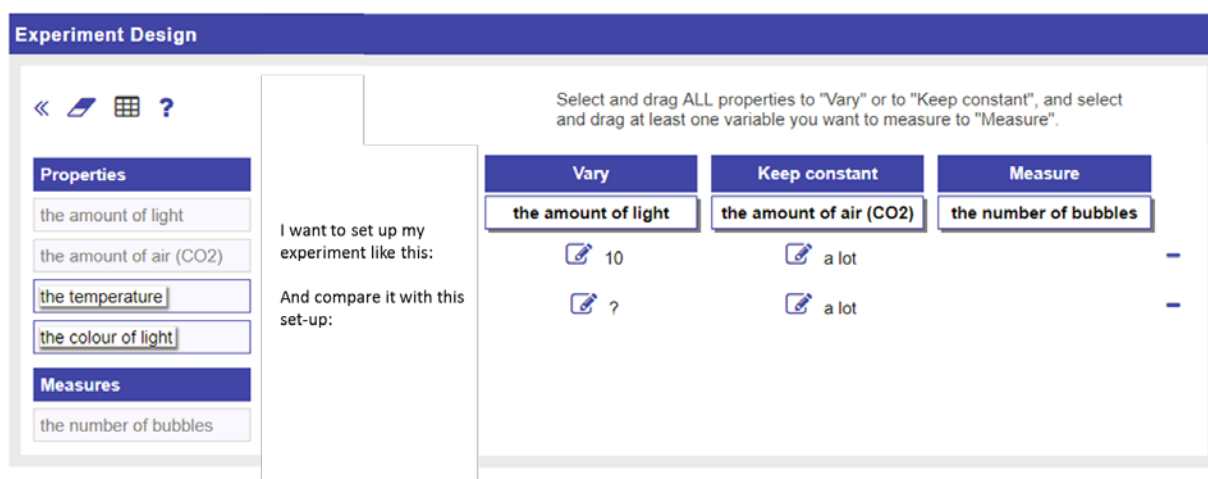 Experiment Design
?
Select and drag ALL properties to "Vary" or to "Keep constant", and select
and drag at least one variable you want to measure to "Measure".
Properties
the amount of light
the amount of air (CO2)
the temperature
the colour of light
Measures
the number of bubbles
I want to set up my
experiment like this:
And compare it with this
set-up:
Vary Keep constant Measure
the amount of light the amount of air (CO2) the number of bubbles
10 a lot
? a lot